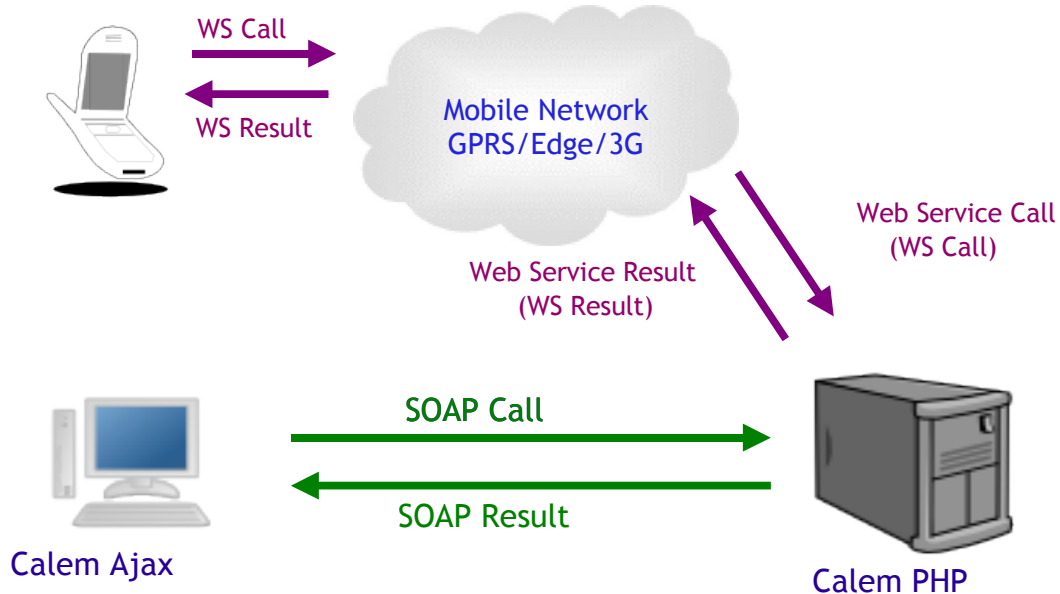 WS Call
WS Result
Mobile Network
GPRS/Edge/3G
Web Service Call
(WS Call)
Web Service Result
(WS Result)
SOAP Call
SOAP Result
Calem Ajax
Calem PHP